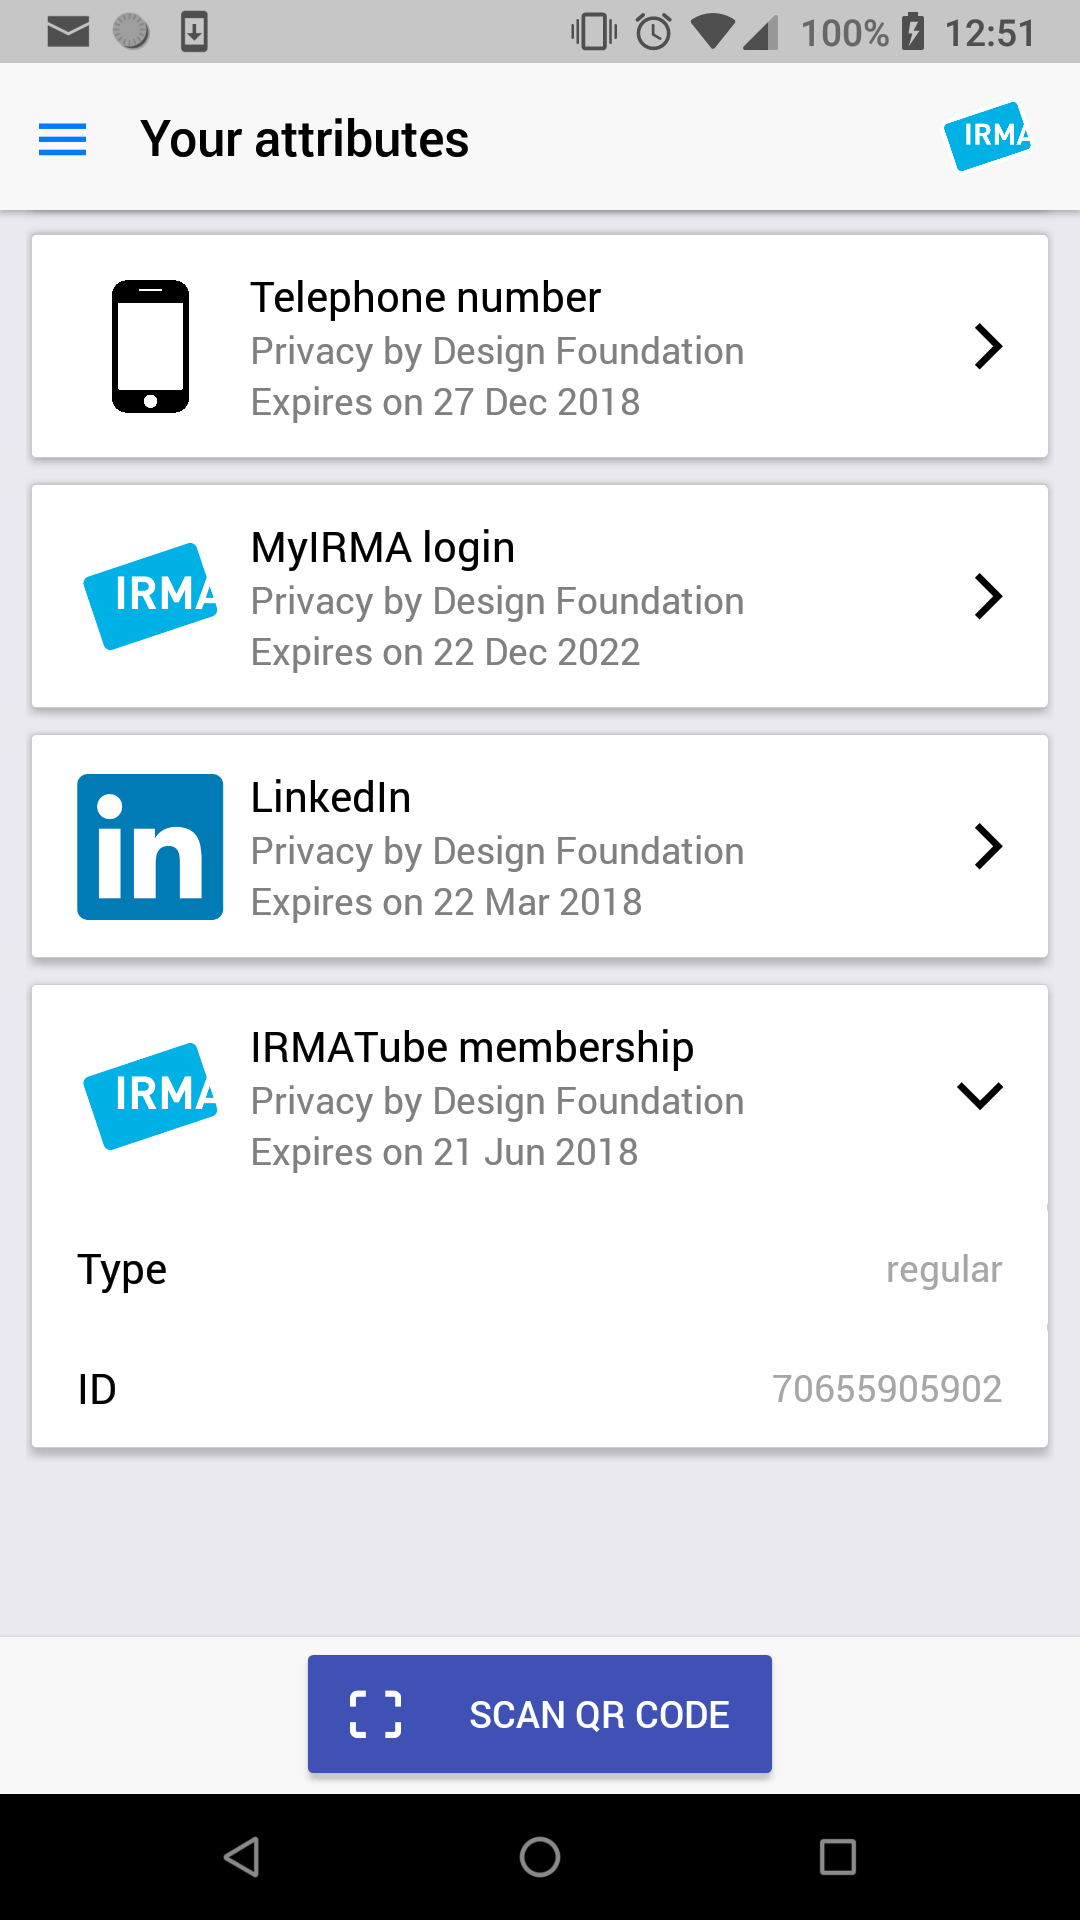 100% 12:51
Your attributes
IRMA
Telephone number
Privacy by Design Foundation
Expires on 27 Dec 2018
MyIRMA login
IRMA
Privacy by Design Foundation
Expires on 22 Dec 2022
LinkedIn
in
Privacy by Design Foundation
Expires on 22 Mar 2018
IRMATube membership
IRMA
Privacy by Design Foundation
Expires on 21 Jun 2018
Type regular
ID 70655905902
SCAN QR CODE